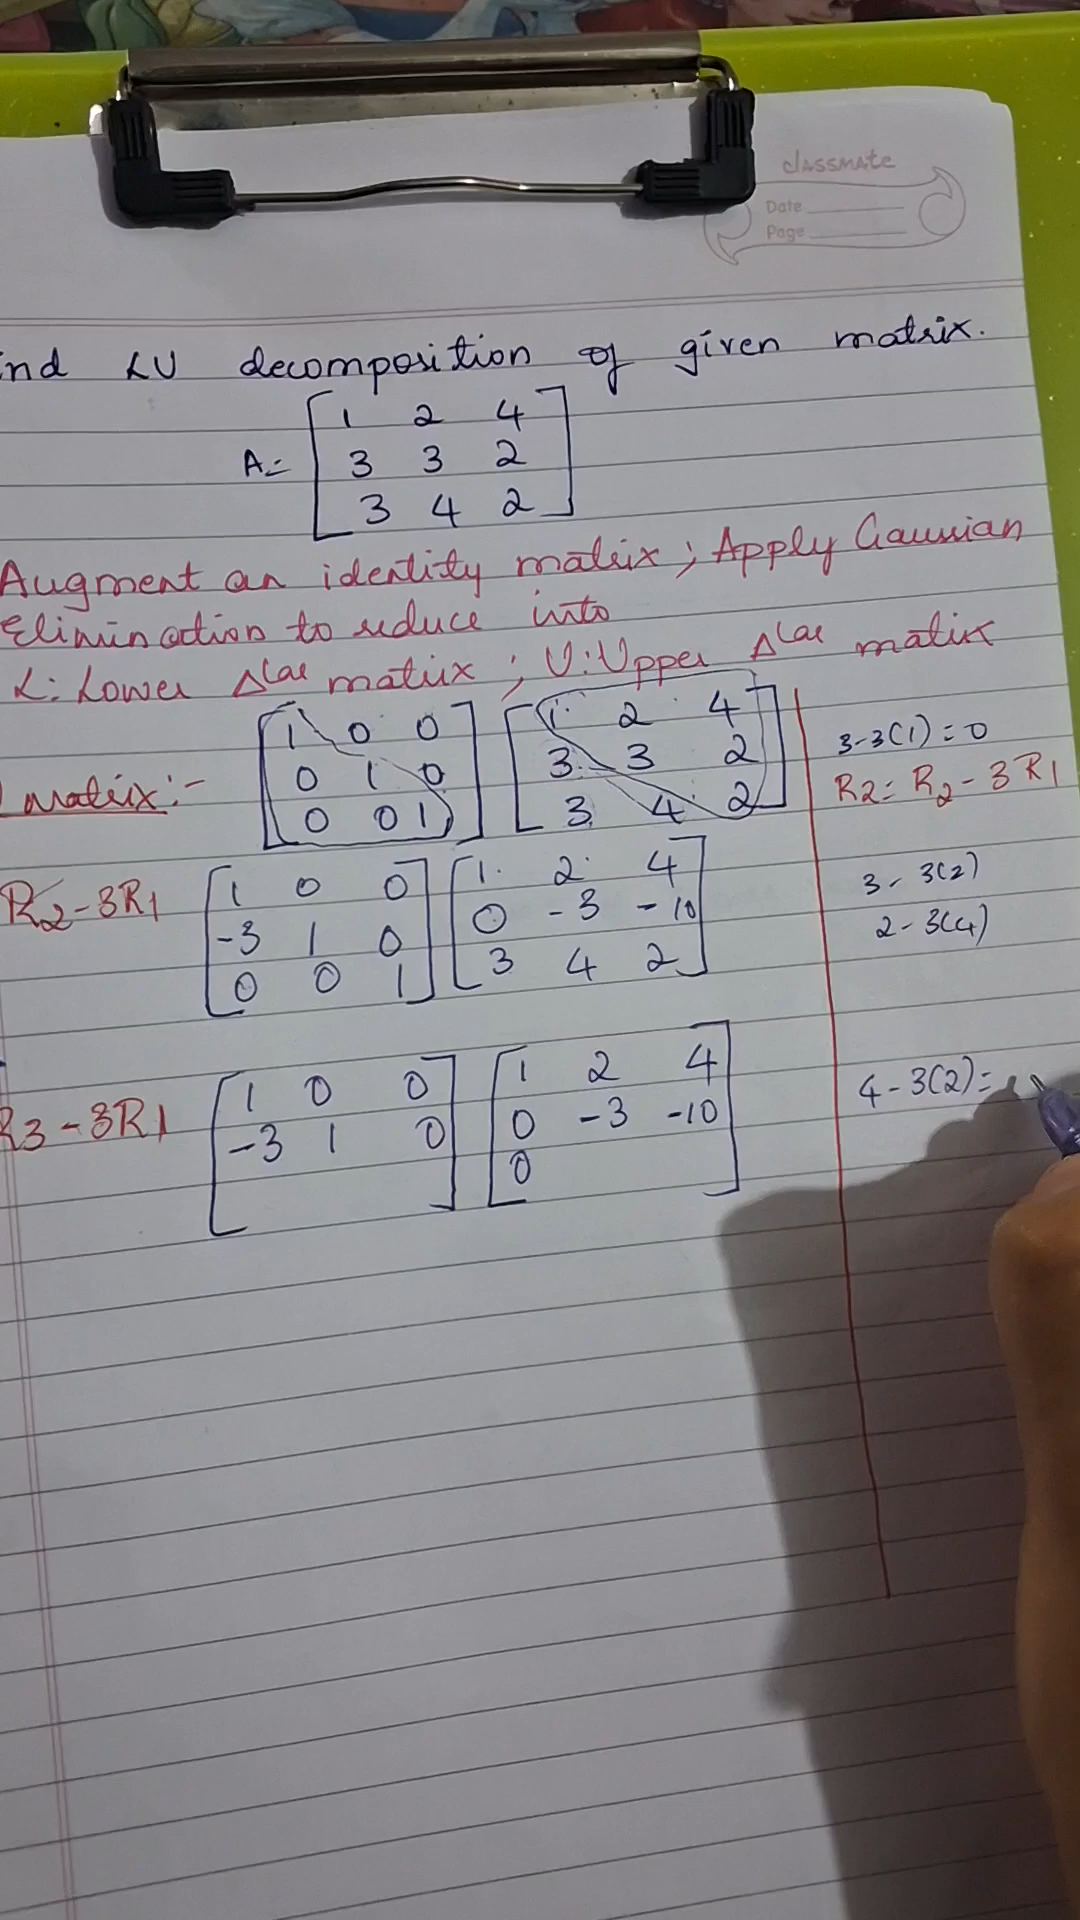 classmate
Date
Page
ind LU decomposition of given matrix.
1 2 4
A= 3 3 2
3 4 2
Augment an identity matrix; Apply Gaussian
Elimination to reduce into
L: Lower Δlar matrix ; U: Upper Δlar matix
1 0 0 1 2 4
0 1 0 3 3 2 3-3(1)=0
matrix:- R2= R2-3R1
0 0 1 3 4 2
1 0 0 1 2 4 3-3(2)
R2-3R1 -3 1 0 0 -3 -10 2-3(4)
0 0 1 3 4 2
1 0 0 1 2 4 4-3(2)=
R3-3R1 -3 1 0 0 -3 -10
0